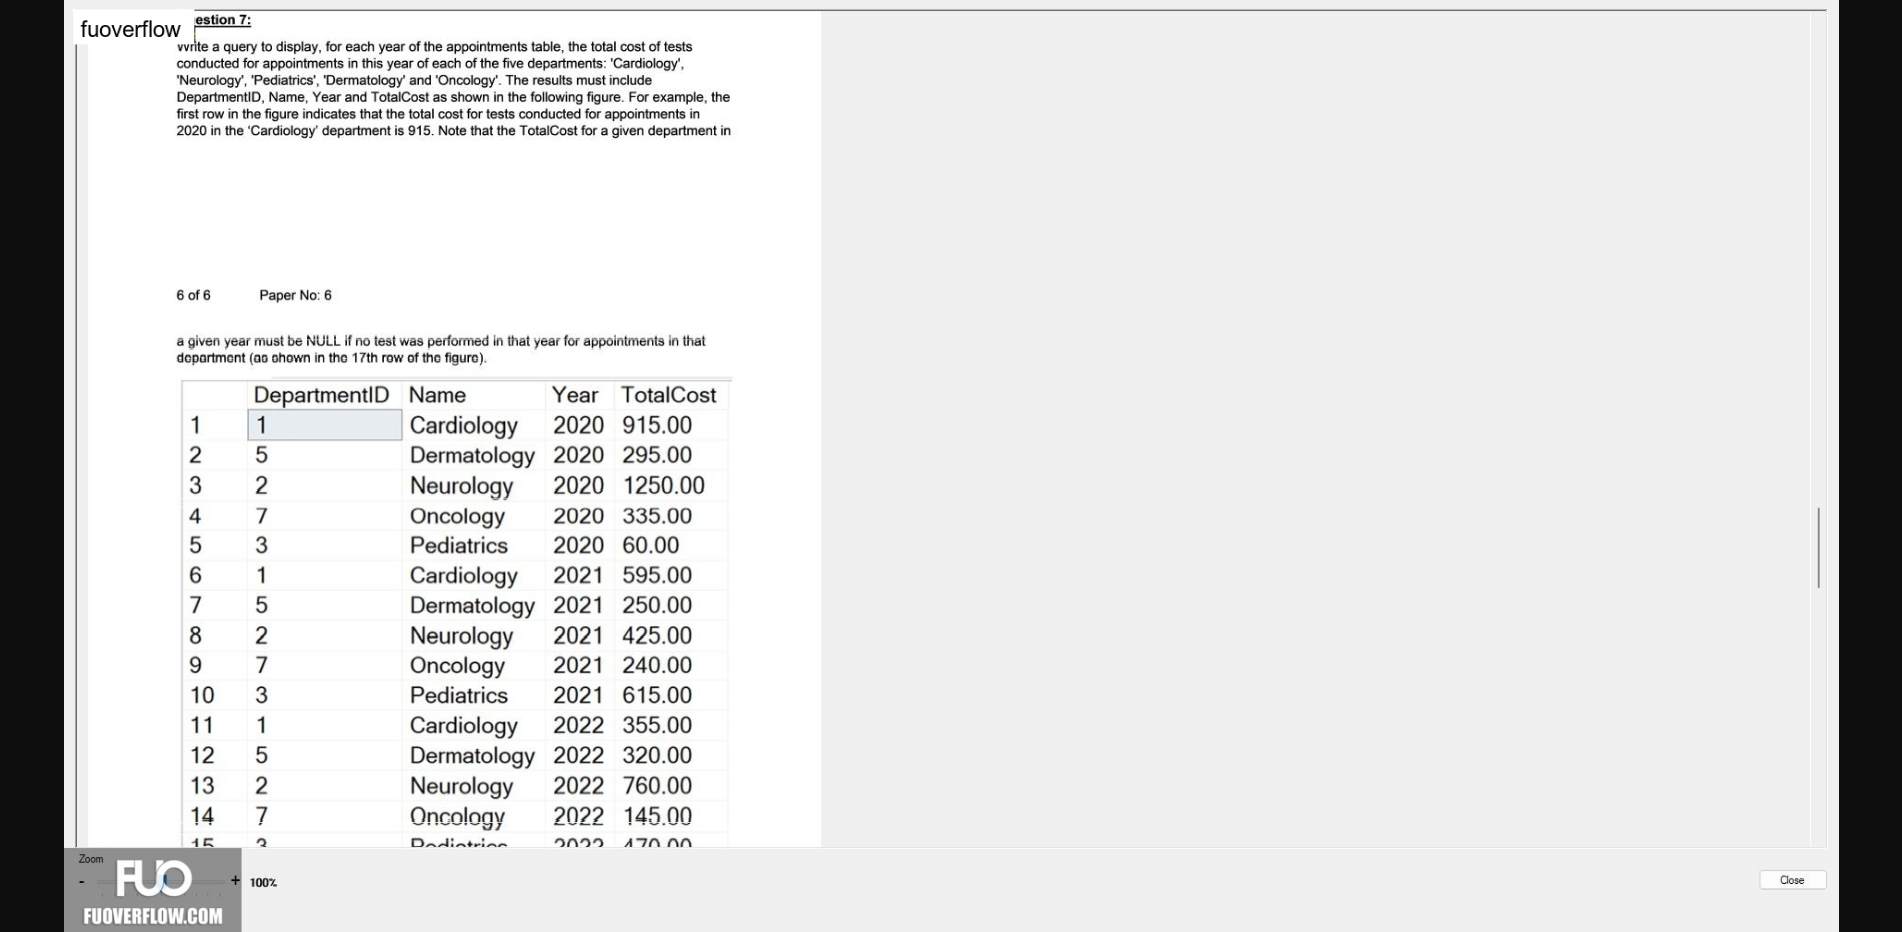 fuoverflow
estion 7:
Write a query to display, for each year of the appointments table, the total cost of tests
conducted for appointments in this year of each of the five departments: 'Cardiology',
'Neurology', 'Pediatrics', 'Dermatology' and 'Oncology'. The results must include
DepartmentID, Name, Year and TotalCost as shown in the following figure. For example, the
first row in the figure indicates that the total cost for tests conducted for appointments in
2020 in the 'Cardiology' department is 915. Note that the TotalCost for a given department in
6 of 6 Paper No: 6
a given year must be NULL if no test was performed in that year for appointments in that
department (as shown in the 17th row of the figure).
DepartmentID Name Year TotalCost
1 1 Cardiology 2020 915.00
2 5 Dermatology 2020 295.00
3 2 Neurology 2020 1250.00
4 7 Oncology 2020 335.00
5 3 Pediatrics 2020 60.00
6 1 Cardiology 2021 595.00
7 5 Dermatology 2021 250.00
8 2 Neurology 2021 425.00
9 7 Oncology 2021 240.00
10 3 Pediatrics 2021 615.00
11 1 Cardiology 2022 355.00
12 5 Dermatology 2022 320.00
13 2 Neurology 2022 760.00
14 7 Oncology 2022 145.00
15 3 Pediatrics 2022 470.00
Zoom
- + 100%
FUO
FUOVERFLOW.COM
Close